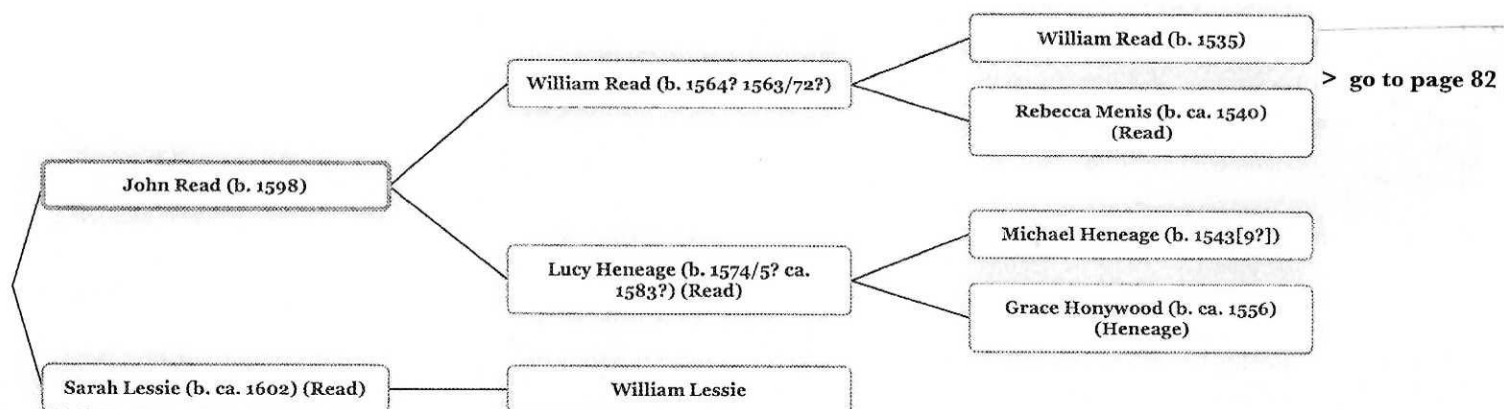 William Read (b. 1535)
William Read (b. 1564? 1563/72?)
> go to page 82
Rebecca Menis (b. ca. 1540)
(Read)
John Read (b. 1598)
Michael Heneage (b. 1543[9?])
Lucy Heneage (b. 1574/5? ca.
1583?) (Read)
Grace Honywood (b. ca. 1556)
(Heneage)
Sarah Lessie (b. ca. 1602) (Read)
William Lessie